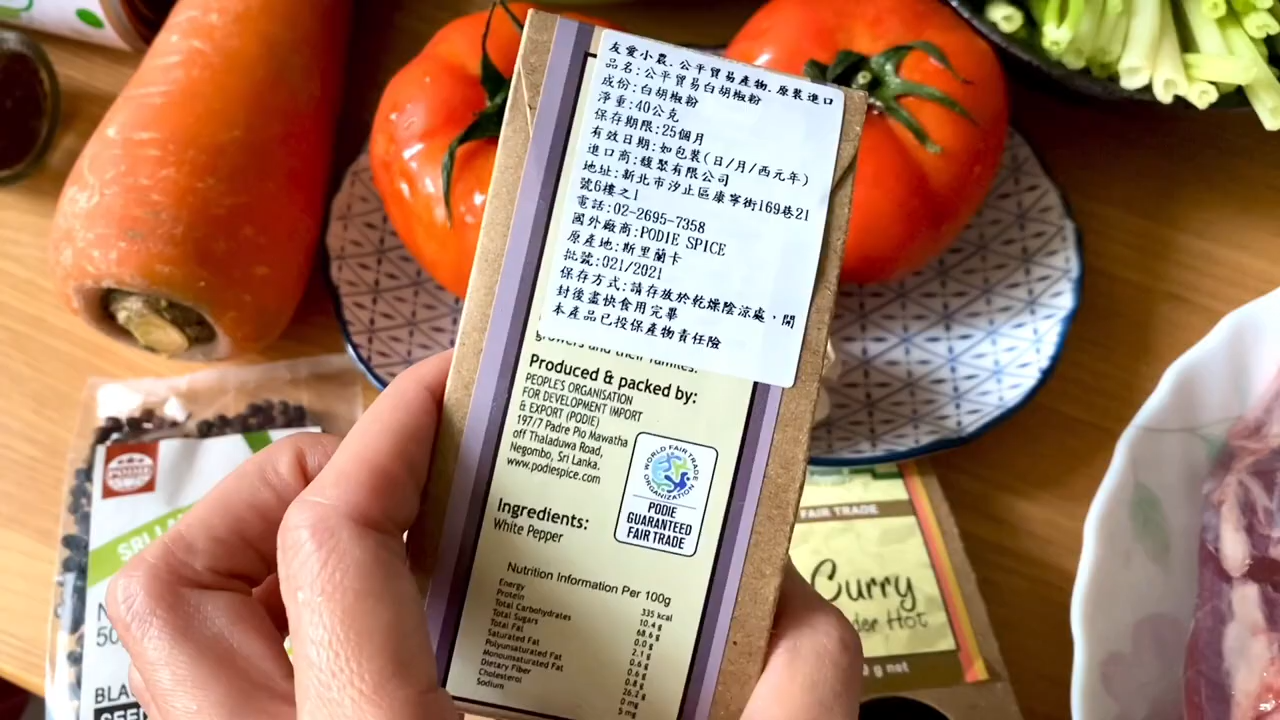 友愛小農.公平貿易產物.原裝進口
品名:公平貿易白胡椒粉
成份:白胡椒粉
淨重:40公克
保存期限:25個月
有效日期:如包裝(日/月/西元年)
進口商:馥聚有限公司
地址:新北市汐止區康寧街169巷21
號6樓之1
電話:02-2695-7358
國外廠商:PODIE SPICE
原產地:斯里蘭卡
批號:021/2021
保存方式:請存放於乾燥陰涼處,開
封後盡快食用完畢
本產品已投保產物責任險
growers and their families.
Produced & packed by:
PEOPLE'S ORGANISATION
FOR DEVELOPMENT IMPORT
& EXPORT (PODIE)
197/7 Padre Pio Mawatha
off Thaladuwa Road,
Negombo, Sri Lanka.
www.podiespice.com
WORLD FAIR TRADE ORGANIZATION
PODIE
GUARANTEED
FAIR TRADE
Ingredients:
White Pepper
Nutrition Information Per 100g
Energy 335 kcal
Protein 10.4 g
Total Carbohydrates 68.6 g
Total Sugars 0.0 g
Total Fat 2.1 g
Saturated Fat 0.6 g
Polyunsaturated Fat 0.6 g
Monounsaturated Fat 0.8 g
Dietary Fiber 26.2 g
Cholesterol 0 mg
Sodium 5 mg
PODIE
SRI
50
BLA
SEE
FAIR TRADE
Curry
der Hot
g net